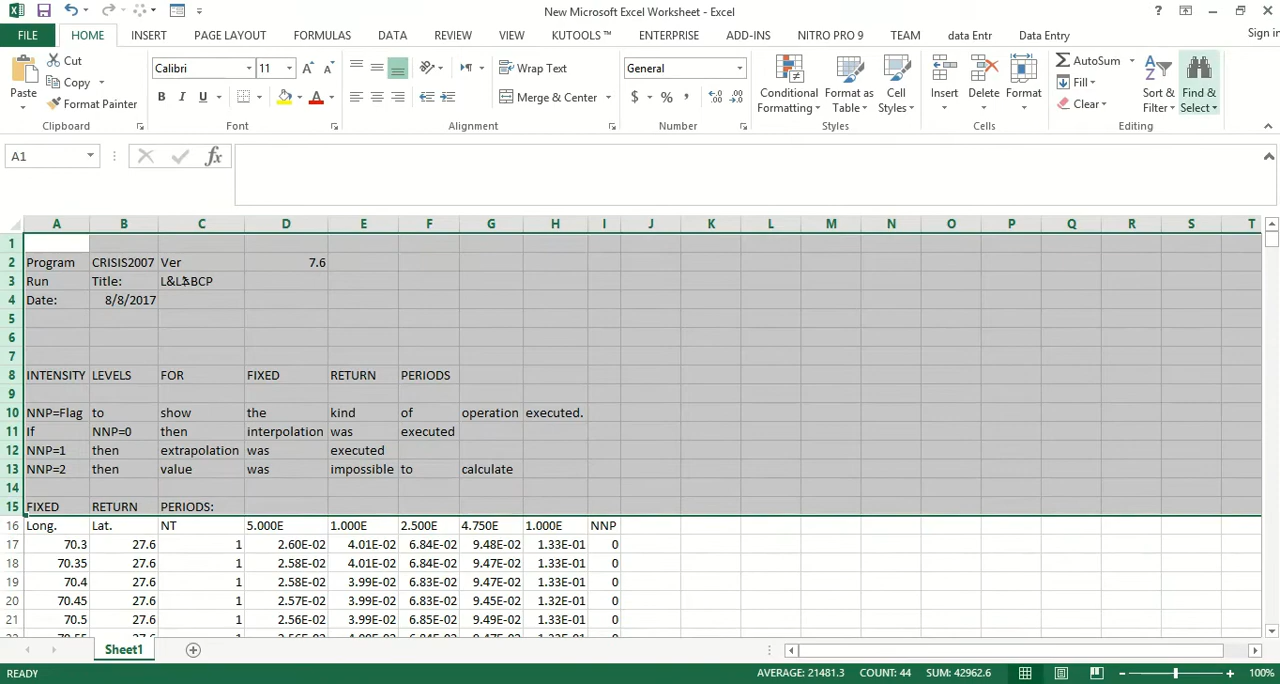 New Microsoft Excel Worksheet - Excel
FILE HOME INSERT PAGE LAYOUT FORMULAS DATA REVIEW VIEW KUTOOLS ™ ENTERPRISE ADD-INS NITRO PRO 9 TEAM data Entr Data Entry Sign in
Paste Cut
Copy
Format Painter
Clipboard
Calibri 11
B I U
Font
Wrap Text
Merge & Center
Alignment
General
$ % ,
Number
Conditional Formatting
Format as Table
Cell Styles
Styles
Insert Delete Format
Cells
AutoSum
Fill
Clear
Sort & Filter
Find & Select
Editing
A1 fx
A B C D E F G H I J K L M N O P Q R S T
1
2 Program CRISIS2007 Ver 7.6
3 Run Title:
4 Date: 8/8/2017
5
6
7
8 INTENSITY LEVELS FOR FIXED RETURN PERIODS
9
10 NNP=Flag to show the kind of operation executed.
11 If NNP=0 then interpolation was executed
12 NNP=1 then extrapolation was executed
13 NNP=2 then value was impossible to calculate
14
15 FIXED RETURN PERIODS:
16 Long. Lat. NT 5.000E 1.000E 2.500E 4.750E 1.000E NNP
17 70.3 27.6 1 2.60E-02 4.01E-02 6.84E-02 9.48E-02 1.33E-01 0
18 70.35 27.6 1 2.58E-02 4.01E-02 6.84E-02 9.47E-02 1.33E-01 0
19 70.4 27.6 1 2.58E-02 3.99E-02 6.83E-02 9.47E-02 1.33E-01 0
20 70.45 27.6 1 2.57E-02 3.99E-02 6.83E-02 9.45E-02 1.32E-01 0
21 70.5 27.6 1 2.56E-02 3.99E-02 6.85E-02 9.49E-02 1.33E-01 0
Sheet1
READY AVERAGE: 21481.3 COUNT: 44 SUM: 42962.6 100%